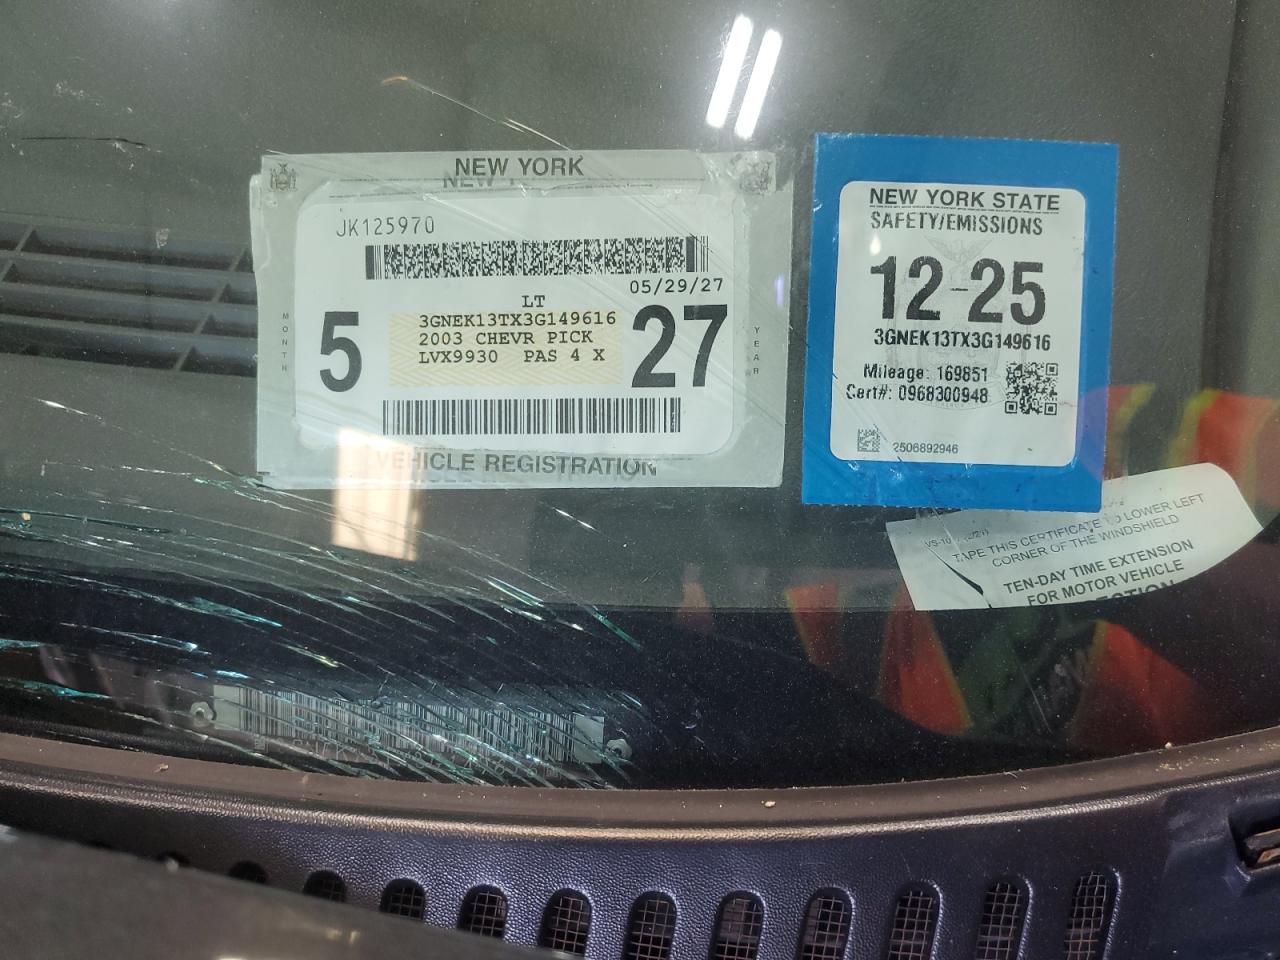 NEW YORK
JK125970
05/29/27
LT
MONTH
5
3GNEK13TX3G149616
2003 CHEVR PICK
LVX9930 PAS 4 X
27
YEAR
VEHICLE REGISTRATION
NEW YORK STATE
SAFETY/EMISSIONS
12-25
3GNEK13TX3G149616
Mileage: 169851
Cert#: 0968300948
2506892946
TAPE THIS CERTIFICATE TO LOWER LEFT
CORNER OF THE WINDSHIELD
TEN-DAY TIME EXTENSION
FOR MOTOR VEHICLE